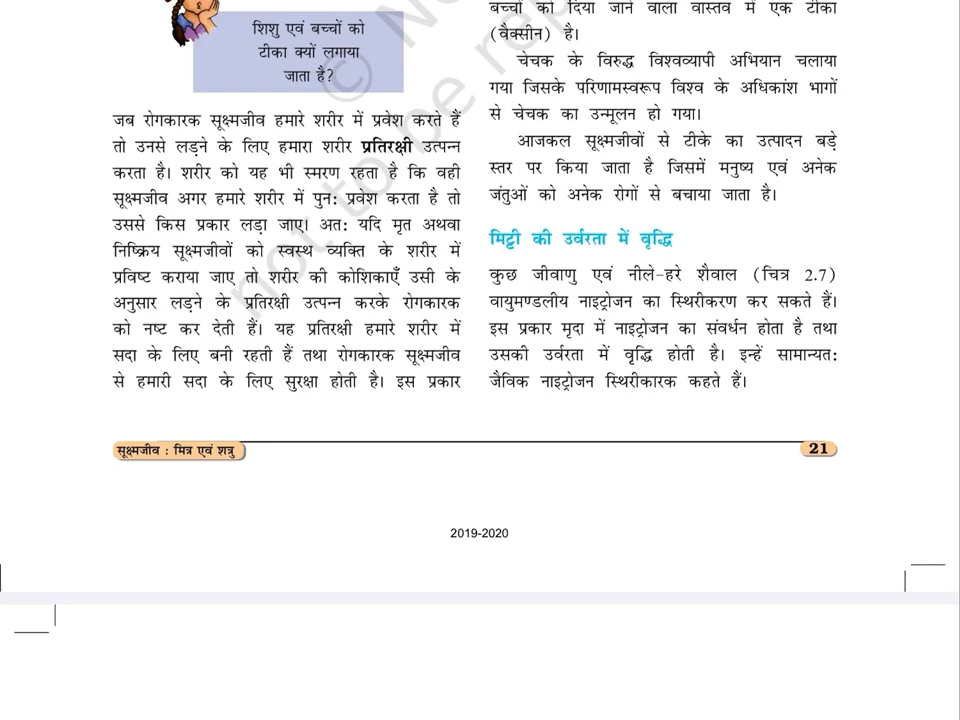 शिशु एवं बच्चों को
टीका क्यों लगाया
जाता है?
जब रोगकारक सूक्ष्मजीव हमारे शरीर में प्रवेश करते हैं
तो उनसे लड़ने के लिए हमारा शरीर प्रतिरक्षी उत्पन्न
करता है। शरीर को यह भी स्मरण रहता है कि वही
सूक्ष्मजीव अगर हमारे शरीर में पुन: प्रवेश करता है तो
उससे किस प्रकार लड़ा जाए। अत: यदि मृत अथवा
निष्क्रिय सूक्ष्मजीवों को स्वस्थ व्यक्ति के शरीर में
प्रविष्ट कराया जाए तो शरीर की कोशिकाएँ उसी के
अनुसार लड़ने के प्रतिरक्षी उत्पन्न करके रोगकारक
को नष्ट कर देती हैं। यह प्रतिरक्षी हमारे शरीर में
सदा के लिए बनी रहती हैं तथा रोगकारक सूक्ष्मजीव
से हमारी सदा के लिए सुरक्षा होती है। इस प्रकार
बच्चों को दिया जाने वाला वास्तव में एक टीका
(वैक्सीन) है।
चेचक के विरुद्ध विश्वव्यापी अभियान चलाया
गया जिसके परिणामस्वरूप विश्व के अधिकांश भागों
से चेचक का उन्मूलन हो गया।
आजकल सूक्ष्मजीवों से टीके का उत्पादन बड़े
स्तर पर किया जाता है जिसमें मनुष्य एवं अनेक
जंतुओं को अनेक रोगों से बचाया जाता है।
मिट्टी की उर्वरता में वृद्धि
कुछ जीवाणु एवं नीले-हरे शैवाल (चित्र 2.7)
वायुमण्डलीय नाइट्रोजन का स्थिरीकरण कर सकते हैं।
इस प्रकार मृदा में नाइट्रोजन का संवर्धन होता है तथा
उसकी उर्वरता में वृद्धि होती है। इन्हें सामान्यत:
जैविक नाइट्रोजन स्थिरीकारक कहते हैं।
सूक्ष्मजीव : मित्र एवं शत्रु
21
2019-2020
not to be rep
© N